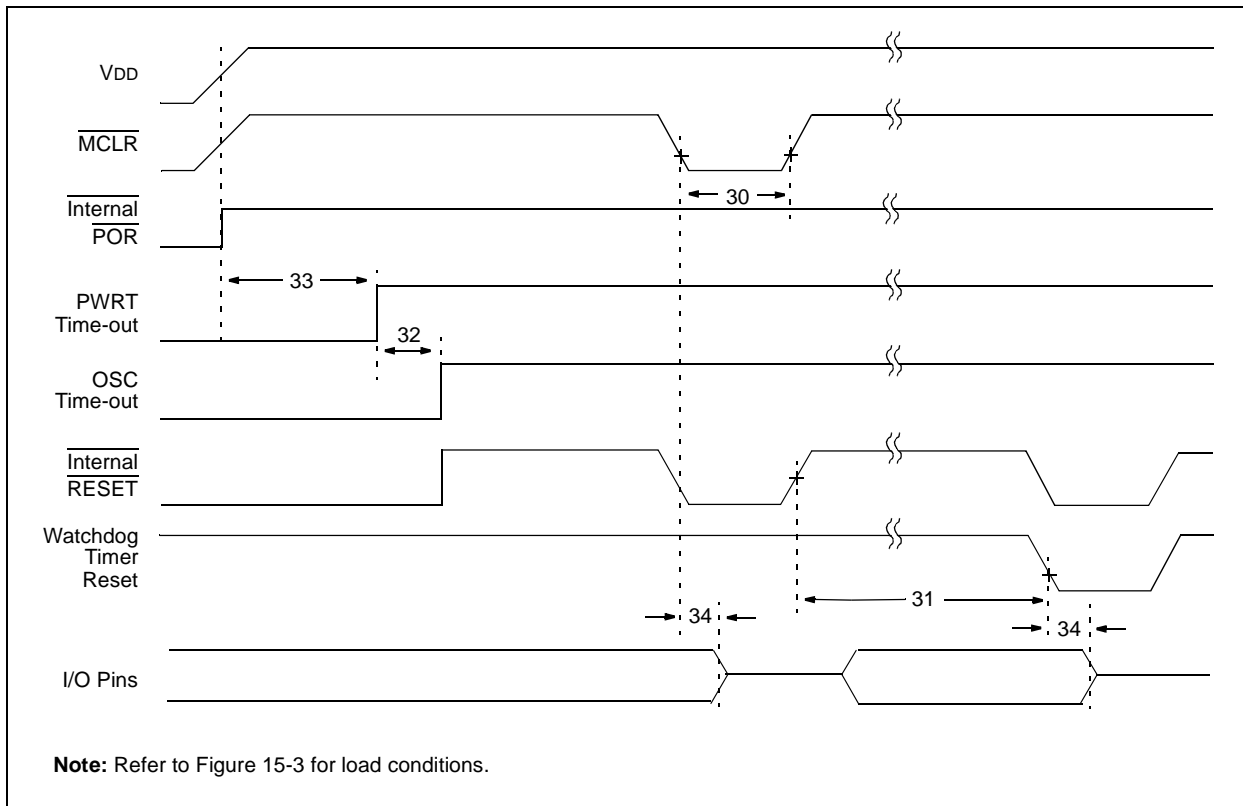 VDD
MCLR
30
Internal
POR
33
PWRT
Time-out
32
OSC
Time-out
Internal
RESET
Watchdog
Timer
Reset
31
34
34
I/O Pins
Note: Refer to Figure 15-3 for load conditions.